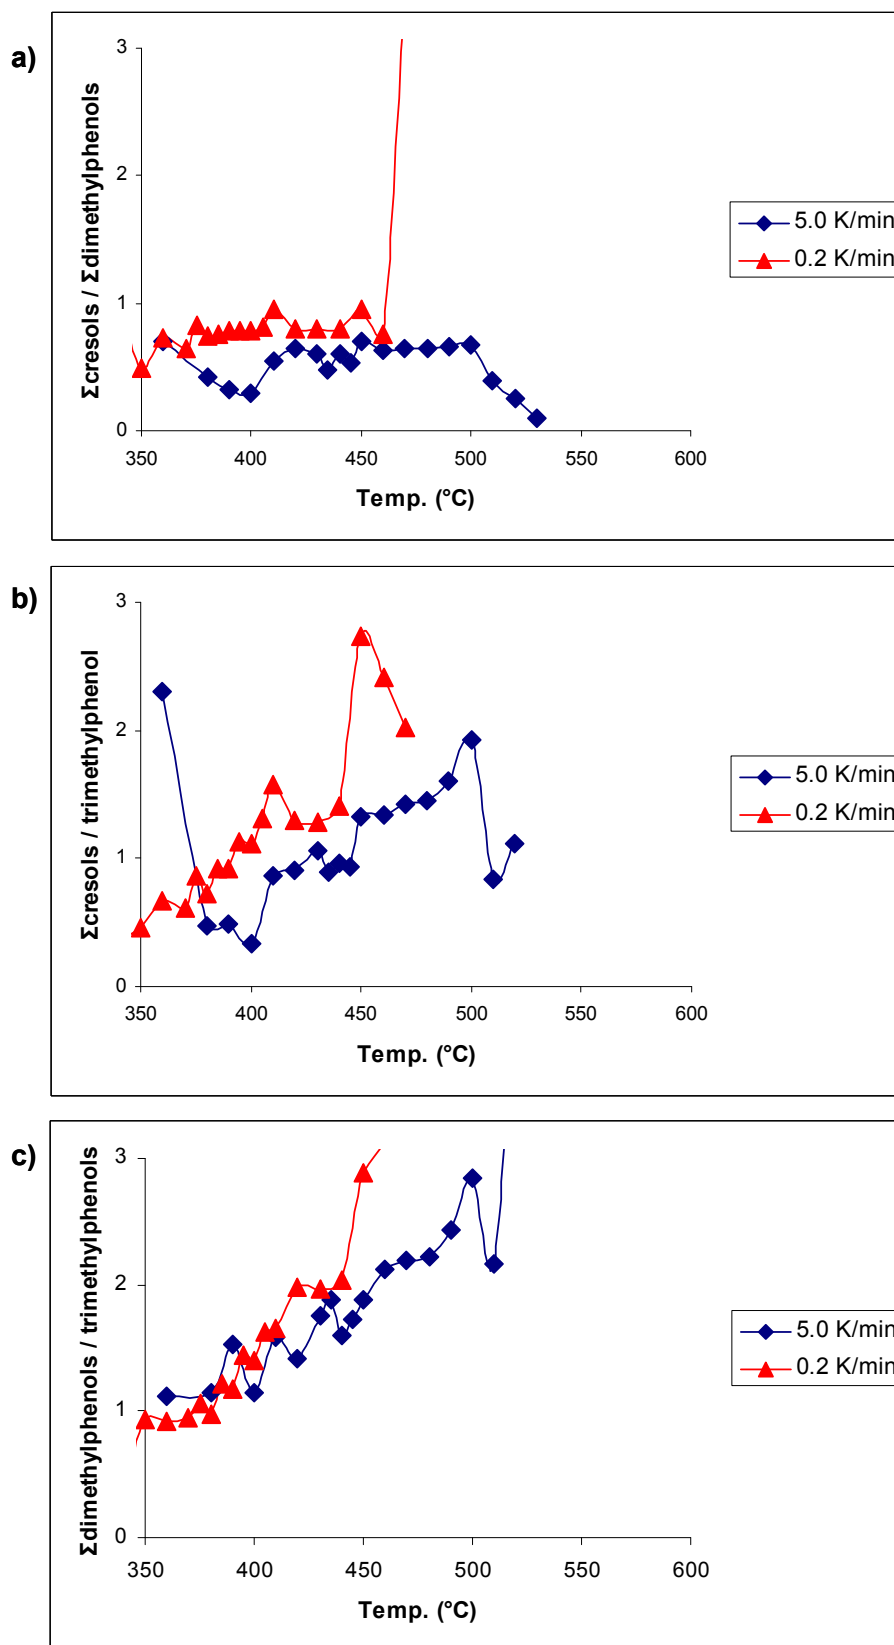 a)
Σcresols / Σdimethylphenols
3
2
1
0
350 400 450 500 550 600
Temp. (°C)
5.0 K/min
0.2 K/min
b)
Σcresols / trimethylphenol
3
2
1
0
350 400 450 500 550 600
Temp. (°C)
5.0 K/min
0.2 K/min
c)
Σdimethylphenols / trimethylphenols
3
2
1
0
350 400 450 500 550 600
Temp. (°C)
5.0 K/min
0.2 K/min